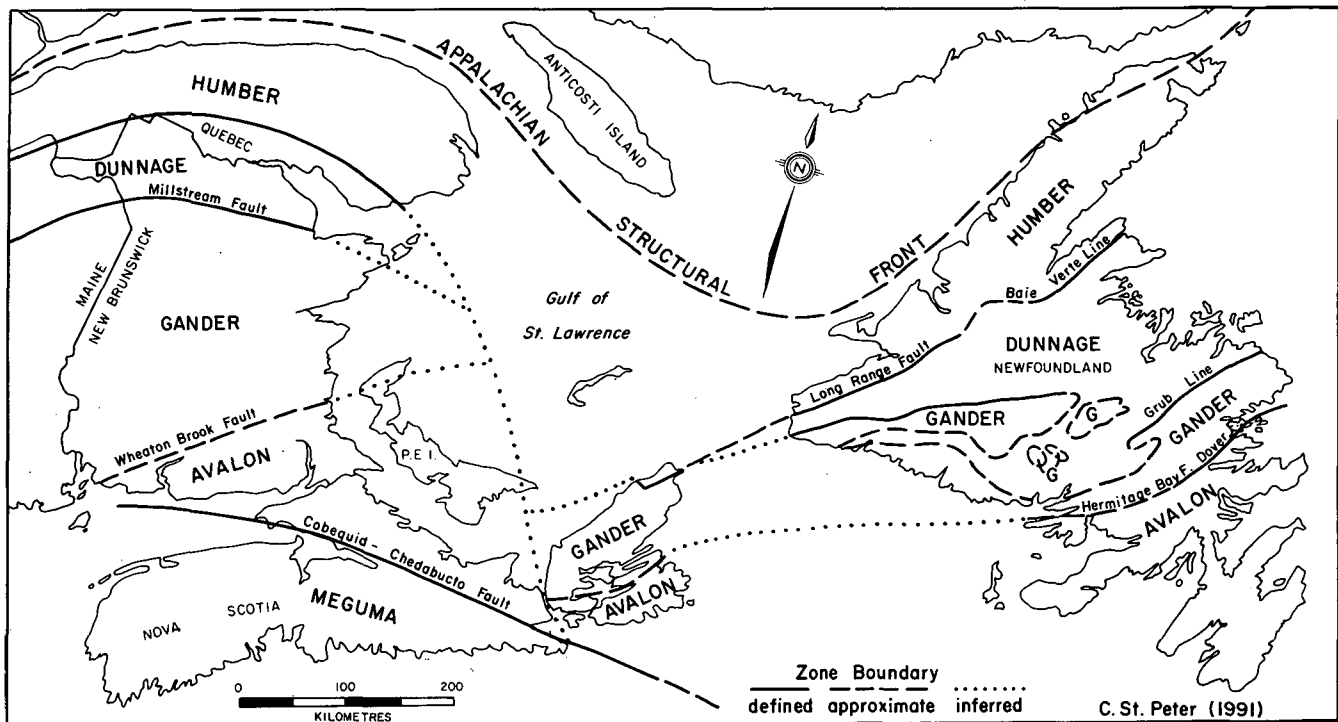 APPALACHIAN
STRUCTURAL
FRONT
ANTICOSTI ISLAND
HUMBER
QUEBEC
DUNNAGE
Millstream Fault
MAINE
NEW BRUNSWICK
GANDER
Gulf of
St. Lawrence
N
HUMBER
Baie Verte Line
DUNNAGE
NEWFOUNDLAND
Long Range Fault
GANDER
G
G
Grub Line
GANDER
Hermitage Bay F. Dover F.
AVALON
Wheaton Brook Fault
AVALON
P.E.I.
Cobequid - Chedabucto Fault
GANDER
AVALON
MEGUMA
NOVA SCOTIA
0 100 200
KILOMETRES
Zone Boundary
defined approximate inferred
C. St. Peter (1991)